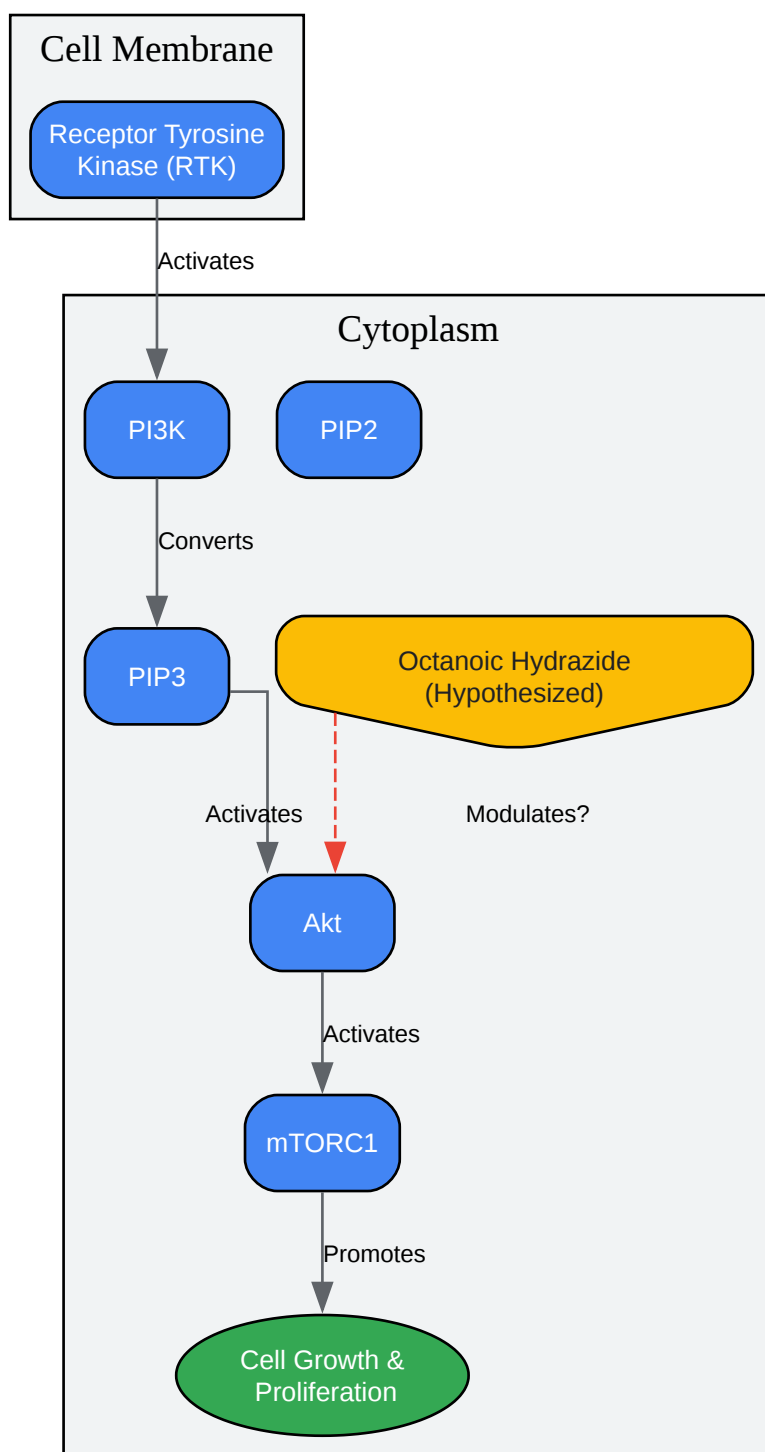 Cell Membrane
Receptor Tyrosine
Kinase (RTK)
Activates
Cytoplasm
PI3K
PIP2
Converts
PIP3
Octanoic Hydrazide
(Hypothesized)
Activates
Modulates?
Akt
Activates
mTORC1
Promotes
Cell Growth &
Proliferation